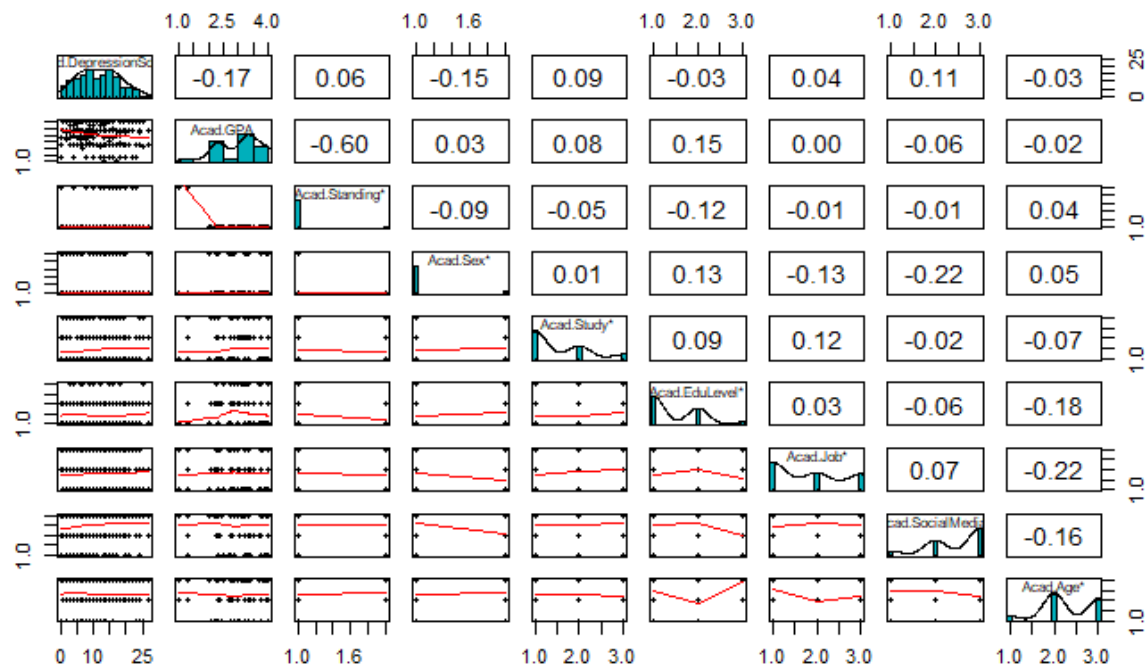 1.0 2.5 4.0 1.0 1.6 1.0 2.0 3.0 1.0 2.0 3.0
d.DepressionSc -0.17 0.06 -0.15 0.09 -0.03 0.04 0.11 -0.03 0 25
1.0 Acad.GPA -0.60 0.03 0.08 0.15 0.00 -0.06 -0.02
Acad.Standing* -0.09 -0.05 -0.12 -0.01 -0.01 0.04 1.0
1.0 Acad.Sex* 0.01 0.13 -0.13 -0.22 0.05
Acad.Study* 0.09 0.12 -0.02 -0.07 1.0
1.0 Acad.EduLevel* 0.03 -0.06 -0.18
Acad.Job* 0.07 -0.22 1.0
1.0 cad.SocialMedia -0.16
Acad.Age* 1.0
0 10 25 1.0 1.6 1.0 2.0 3.0 1.0 2.0 3.0 1.0 2.0 3.0